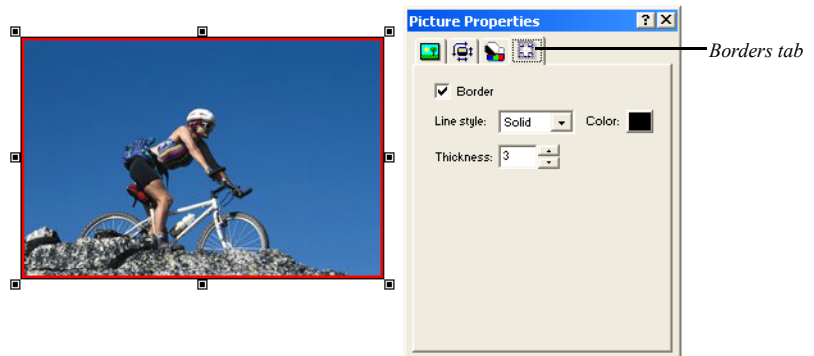 Picture Properties
Borders tab
Border
Line style: Solid Color:
Thickness: 3